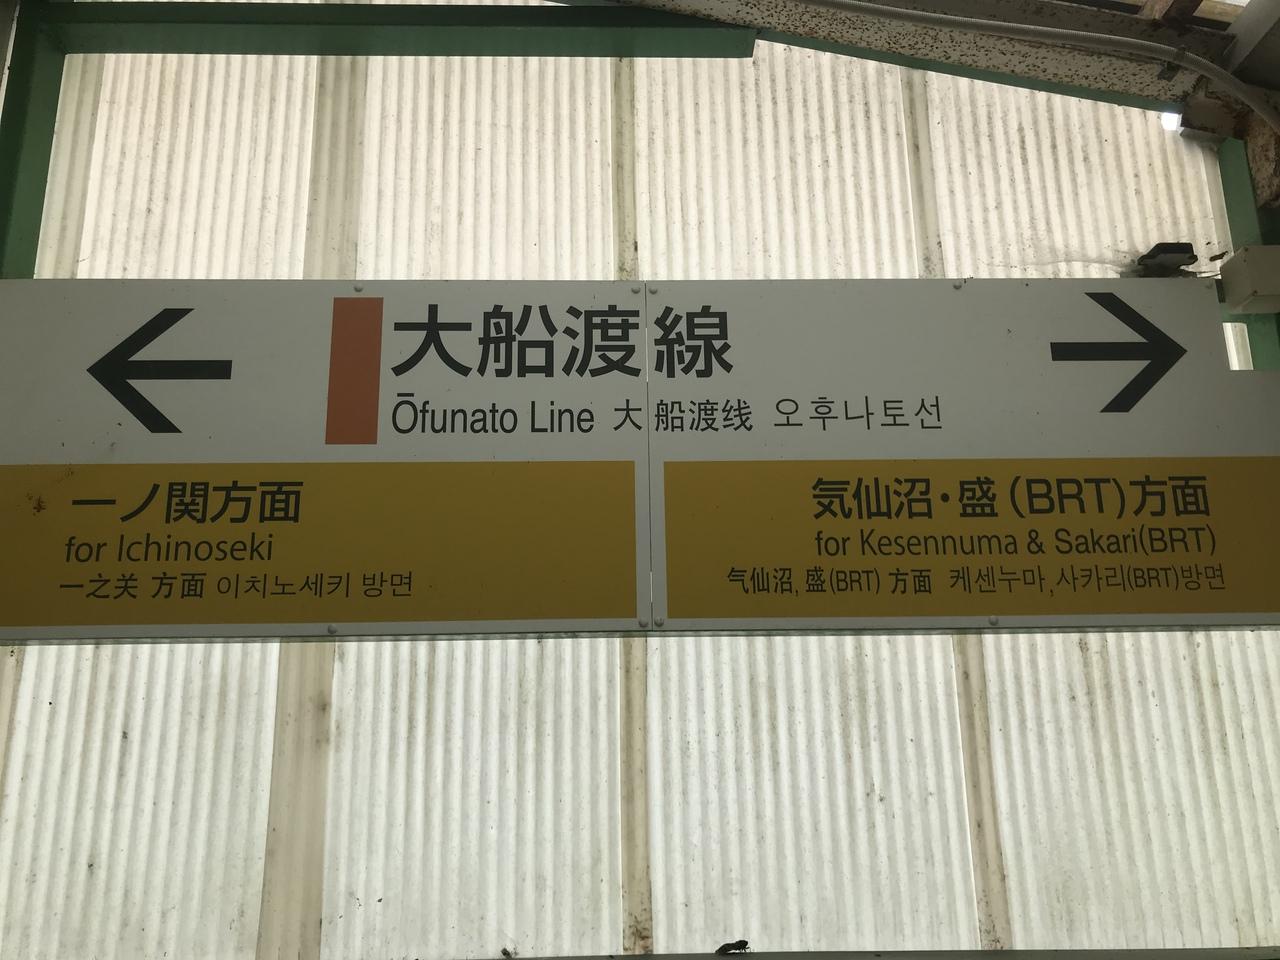 大船渡線
Ōfunato Line 大船渡线 오후나토선
一ノ関方面
for Ichinoseki
一之关 方面 이치노세키 방면
気仙沼・盛(BRT)方面
for Kesennuma & Sakari(BRT)
气仙沼, 盛(BRT) 方面 케센누마,사카리(BRT)방면